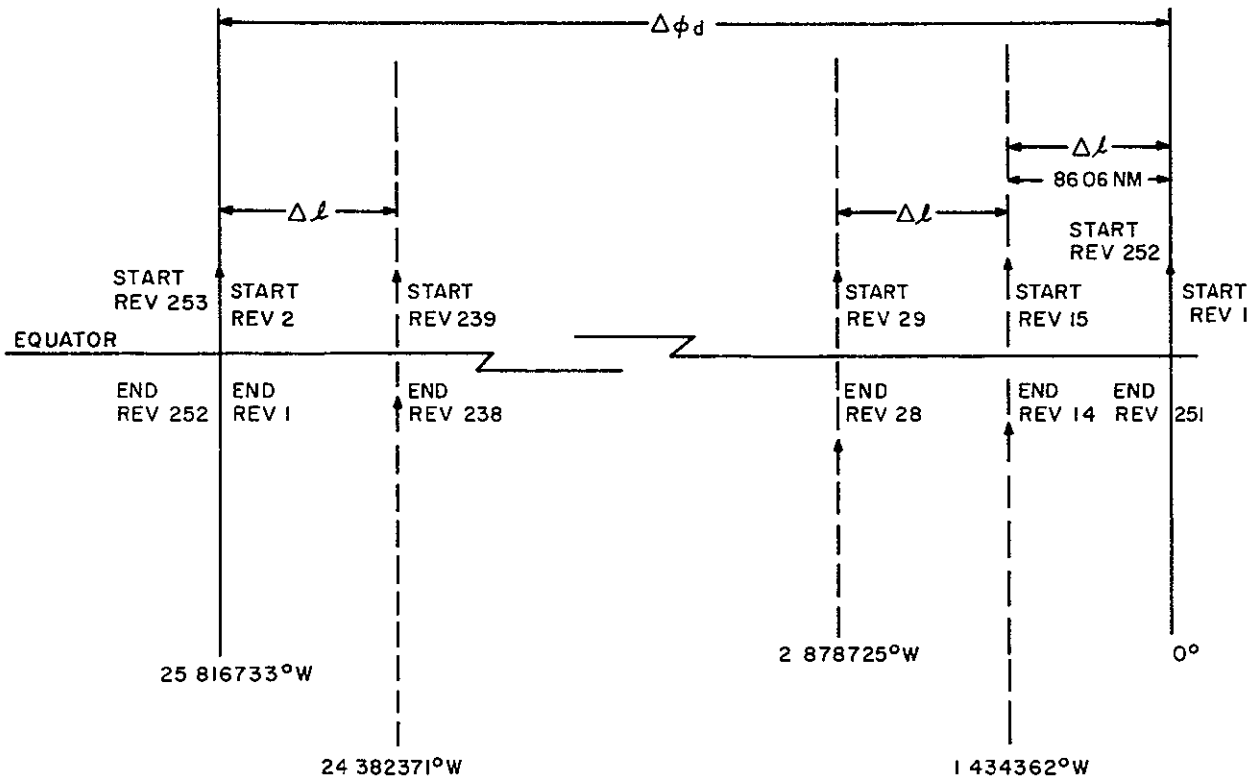 Δϕd
Δℓ
86 06 NM
Δℓ
Δℓ
START
REV 252
START
REV 253
START
REV 2
START
REV 239
START
REV 29
START
REV 15
START
REV 1
EQUATOR
END
REV 252
END
REV 1
END
REV 238
END
REV 28
END
REV 14
END
REV 251
25 816733°W
2 878725°W
0°
24 382371°W
1 434362°W